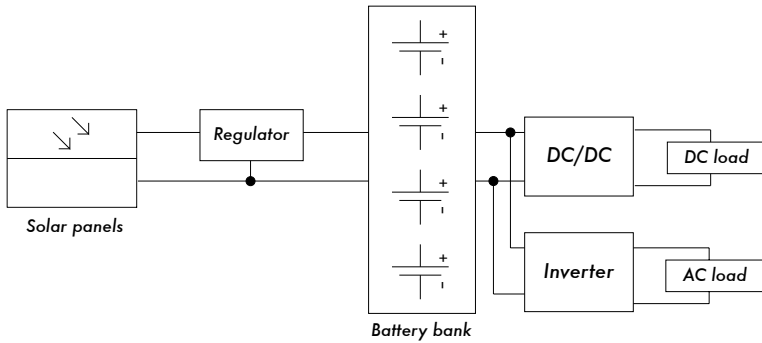 +
-
+
-
Regulator
DC/DC
DC load
+
-
Solar panels
+
-
Inverter
AC load
Battery bank